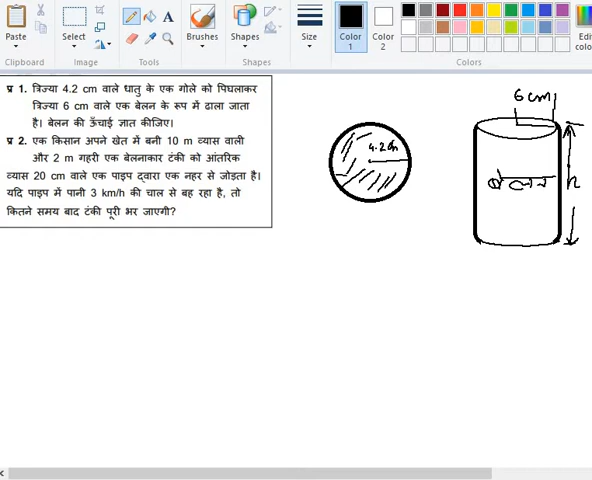 Paste
Select
A
Brushes
Shapes
Size
Color
1
Color
2
Edit
Clipboard
Image
Tools
Shapes
Colors
प्र 1. त्रिज्या 4.2 cm वाले धातु के एक गोले को पिघलाकर
त्रिज्या 6 cm वाले एक बेलन के रूप में ढाला जाता
है। बेलन की ऊँचाई ज्ञात कीजिए।
प्र 2. एक किसान अपने खेत में बनी 10 m व्यास वाली
और 2 m गहरी एक बेलनाकार टंकी को आंतरिक
व्यास 20 cm वाले एक पाइप द्वारा एक नहर से जोड़ता है।
यदि पाइप में पानी 3 km/h की चाल से बह रहा है, तो
कितने समय बाद टंकी पूरी भर जाएगी?
4.2cm
6 cm
h